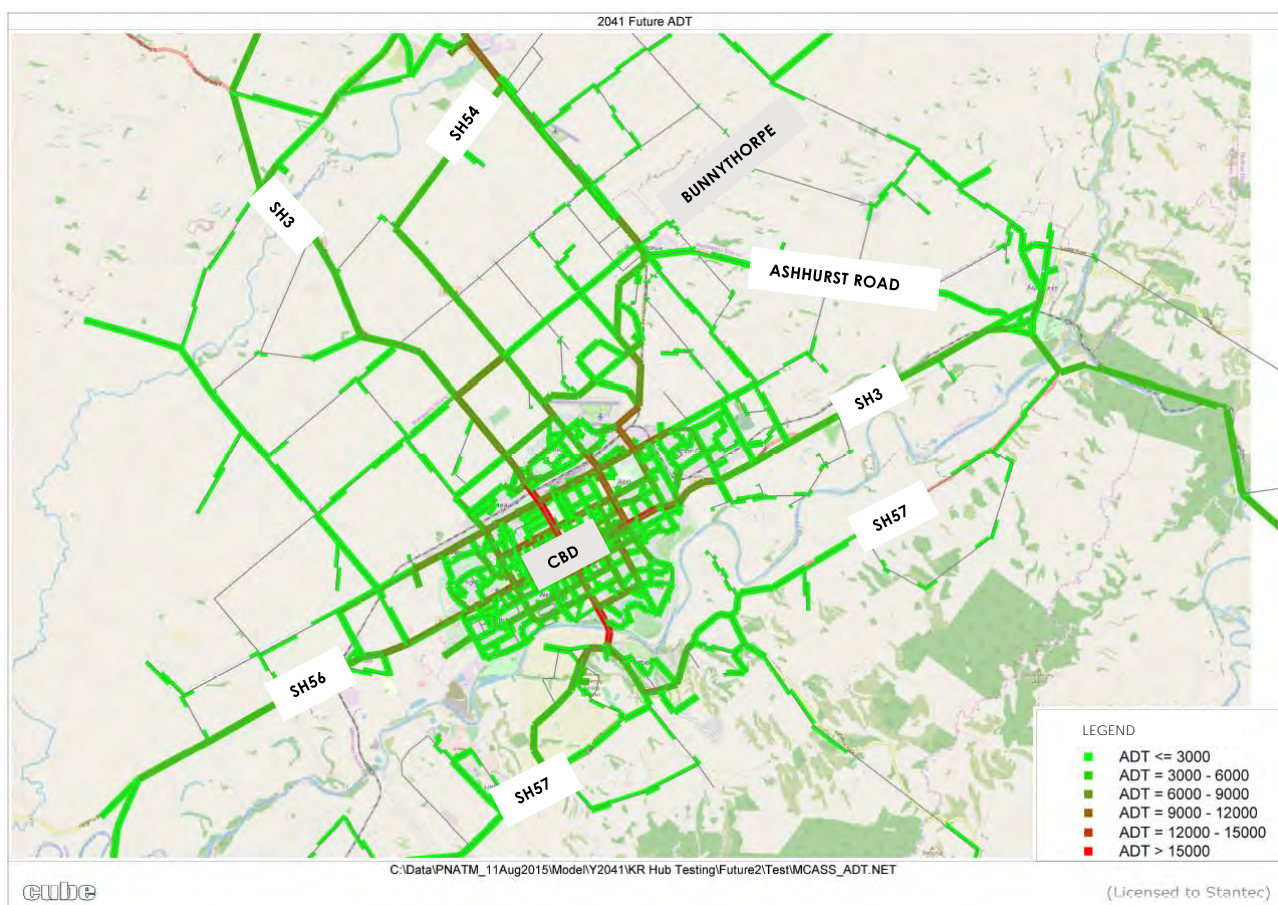 2041 Future ADT
SH54
BUNNYTHORPE
SH3
ASHHURST ROAD
SH3
SH57
CBD
SH56
SH57
LEGEND
ADT <= 3000
ADT = 3000 - 6000
ADT = 6000 - 9000
ADT = 9000 - 12000
ADT = 12000 - 15000
ADT > 15000
C:\Data\PNATM_11Aug2015\Model\Y2041\KR Hub Testing\Future2\Test\MCASS_ADT.NET
cube
(Licensed to Stantec)